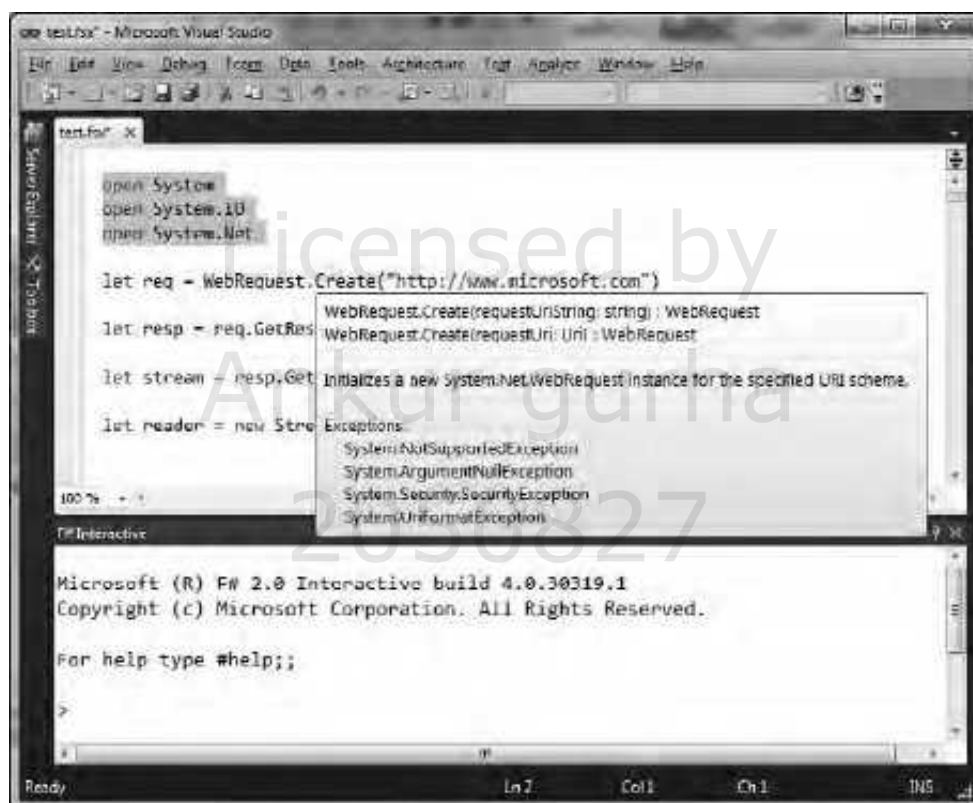 test.fsx* - Microsoft Visual Studio
File Edit View Debug Team Data Tools Architecture Test Analyze Window Help
test.fsx* X
Server Explorer
Toolbox
open System
open System.IO
open System.Net
let req = WebRequest.Create("http://www.microsoft.com")
WebRequest.Create(requestUriString: string) : WebRequest
let resp = req.GetRes
WebRequest.Create(requestUri: Uri) : WebRequest
let stream = resp.Get
Initializes a new System.Net.WebRequest instance for the specified URI scheme.
let reader = new Stre
Exceptions:
System.NotSupportedException
System.ArgumentNullException
System.Security.SecurityException
System.UriFormatException
100 %
F# Interactive
Microsoft (R) F# 2.0 Interactive build 4.0.30319.1
Copyright (c) Microsoft Corporation. All Rights Reserved.
For help type #help;;
>
Ready Ln 2 Col 1 Ch 1 INS
Licensed by
Ankur gurha
2050827